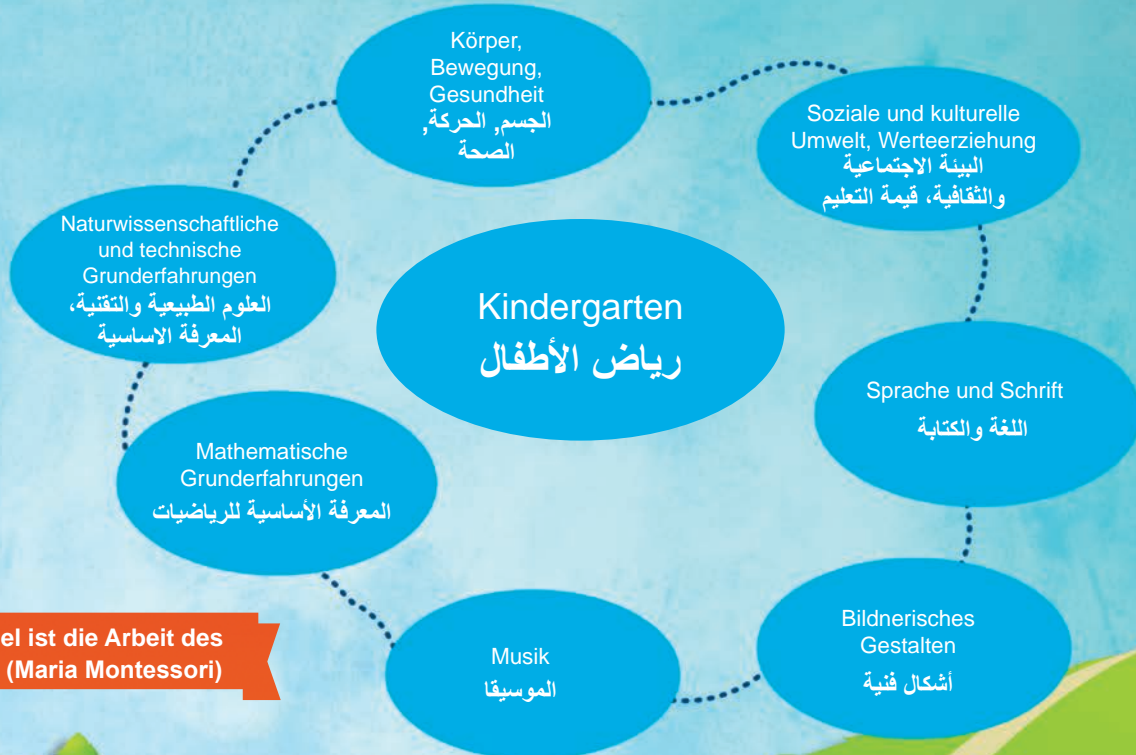 Körper,
Bewegung,
Gesundheit
الجسم, الحركة,
الصحة
Soziale und kulturelle
Umwelt, Werteerziehung
البيئة الاجتماعية
والثقافية، قيمة التعليم
Naturwissenschaftliche
und technische
Grunderfahrungen
العلوم الطبيعية والتقنية،
المعرفة الاساسية
Kindergarten
رياض الأطفال
Sprache und Schrift
اللغة والكتابة
Mathematische
Grunderfahrungen
المعرفة الأساسية للرياضيات
Bildnerisches
Gestalten
أشكال فنية
Musik
الموسيقا
el ist die Arbeit des
(Maria Montessori)